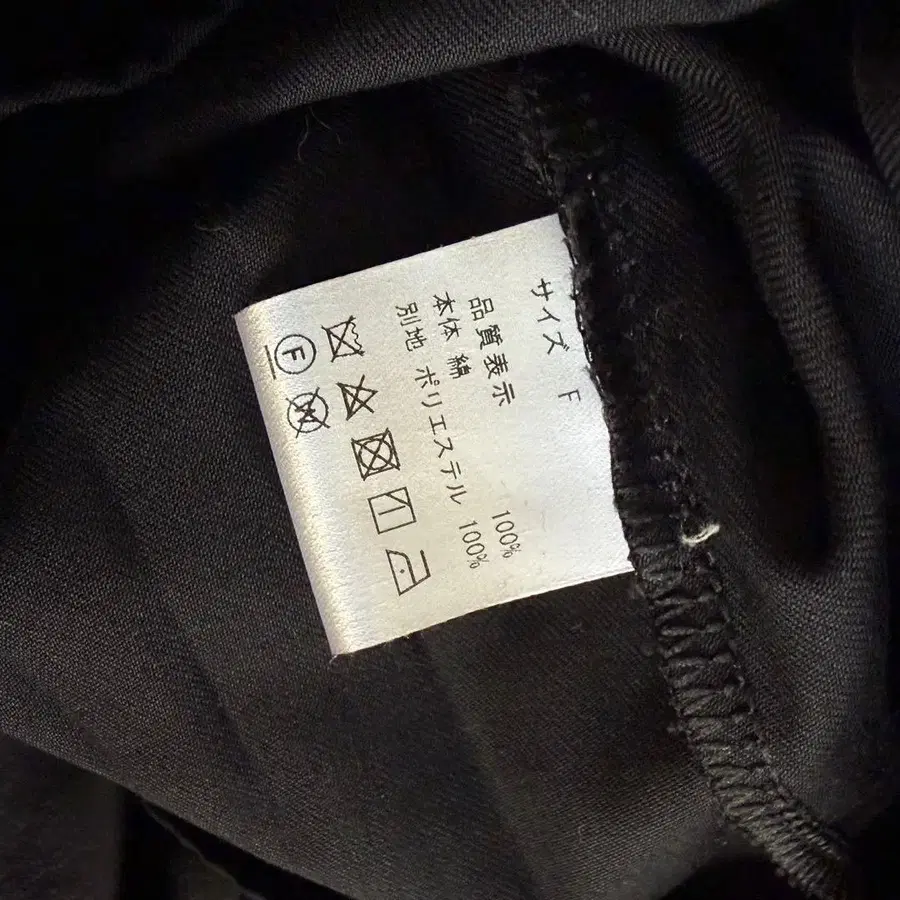 サイズ F
品質表示
本体 綿 100%
別地 ポリエステル 100%
F
W